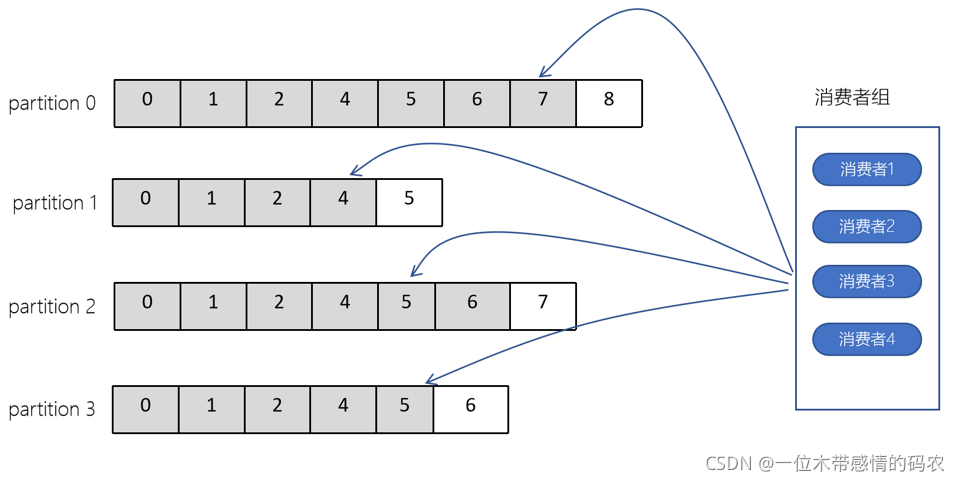 partition 0 0 1 2 4 5 6 7 8
消费者组
消费者1
partition 1 0 1 2 4 5
消费者2
消费者3
partition 2 0 1 2 4 5 6 7
消费者4
partition 3 0 1 2 4 5 6
CSDN @一位木带感情的码农